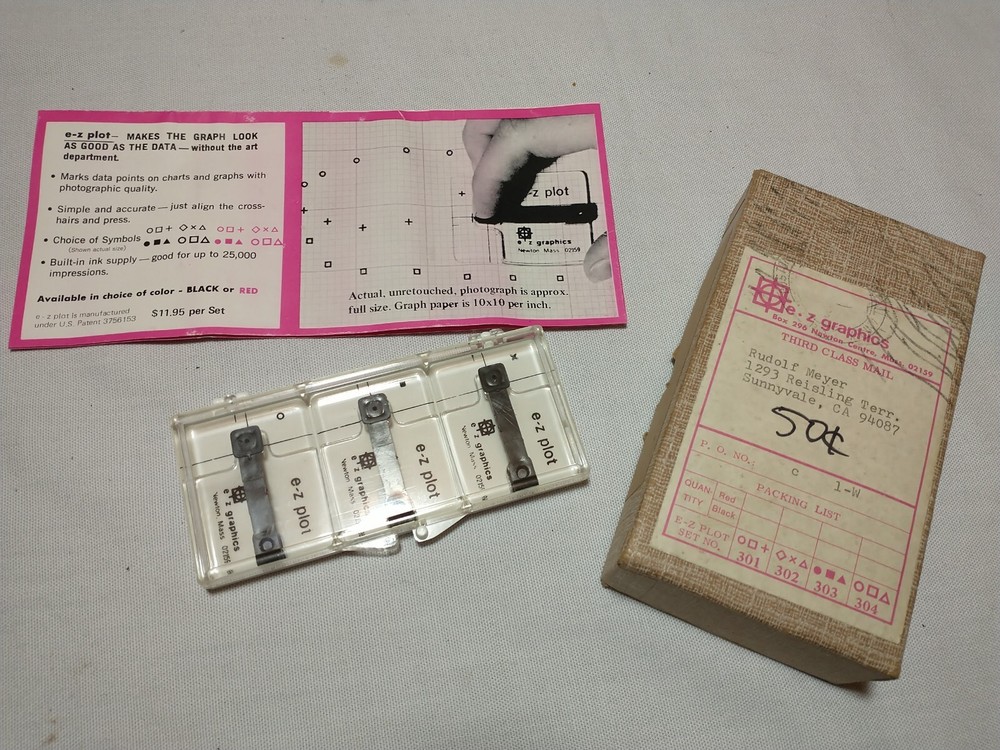 e-z plot— MAKES THE GRAPH LOOK
AS GOOD AS THE DATA — without the art
department.
• Marks data points on charts and graphs with
photographic quality.
• Simple and accurate — just align the cross-
hairs and press.
• Choice of Symbols
(Shown actual size)
• Built-in ink supply — good for up to 25,000
impressions.
Available in choice of color - BLACK or RED
e-z plot is manufactured
under U.S. Patent 3756153
$11.95 per Set
e-z plot
e-z graphics
Newton Mass 02159
Actual, unretouched, photograph is approx.
full size. Graph paper is 10x10 per inch.
e-z plot
e-z graphics
Newton Mass 02159
e-z plot
e-z graphics
Newton Mass
e-z plot
e-z graphics
Newton Mass
e-z graphics
Box 296 Newton Centre, Mass. 02159
THIRD CLASS MAIL
Rudolf Meyer
1293 Reisling Terr.
Sunnyvale, CA 94087
50¢
P. O. NO.:
C
1-W
PACKING LIST
QUAN-
TITY
Red
Black
E-Z PLOT
SET NO.
301 302 303 304